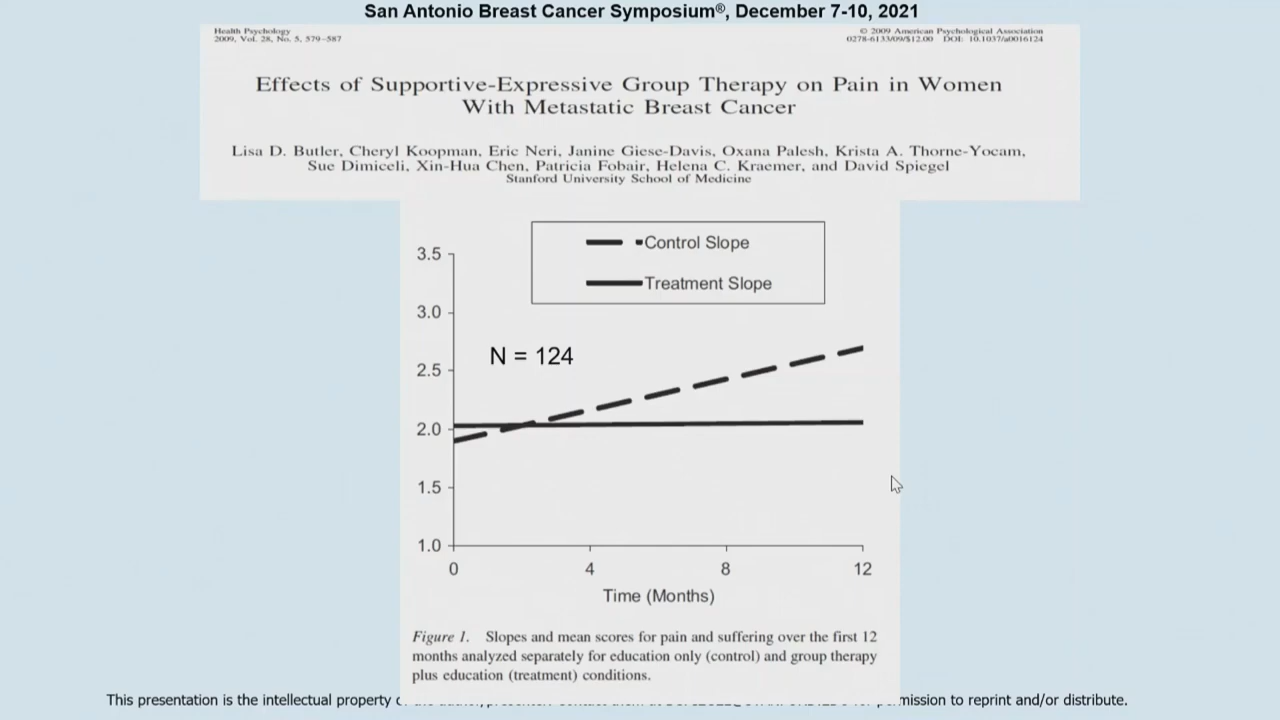 San Antonio Breast Cancer Symposium®, December 7-10, 2021
Health Psychology
2009, Vol. 28, No. 5, 579–587
© 2009 American Psychological Association
0278-6133/09/$12.00 DOI: 10.1037/a0016124
Effects of Supportive-Expressive Group Therapy on Pain in Women
With Metastatic Breast Cancer
Lisa D. Butler, Cheryl Koopman, Eric Neri, Janine Giese-Davis, Oxana Palesh, Krista A. Thorne-Yocam,
Sue Dimiceli, Xin-Hua Chen, Patricia Fobair, Helena C. Kraemer, and David Spiegel
Stanford University School of Medicine
Control Slope
Treatment Slope
3.5
3.0
N = 124
2.5
2.0
1.5
1.0
0 4 8 12
Time (Months)
Figure 1. Slopes and mean scores for pain and suffering over the first 12
months analyzed separately for education only (control) and group therapy
plus education (treatment) conditions.
This presentation is the intellectual property permission to reprint and/or distribute.